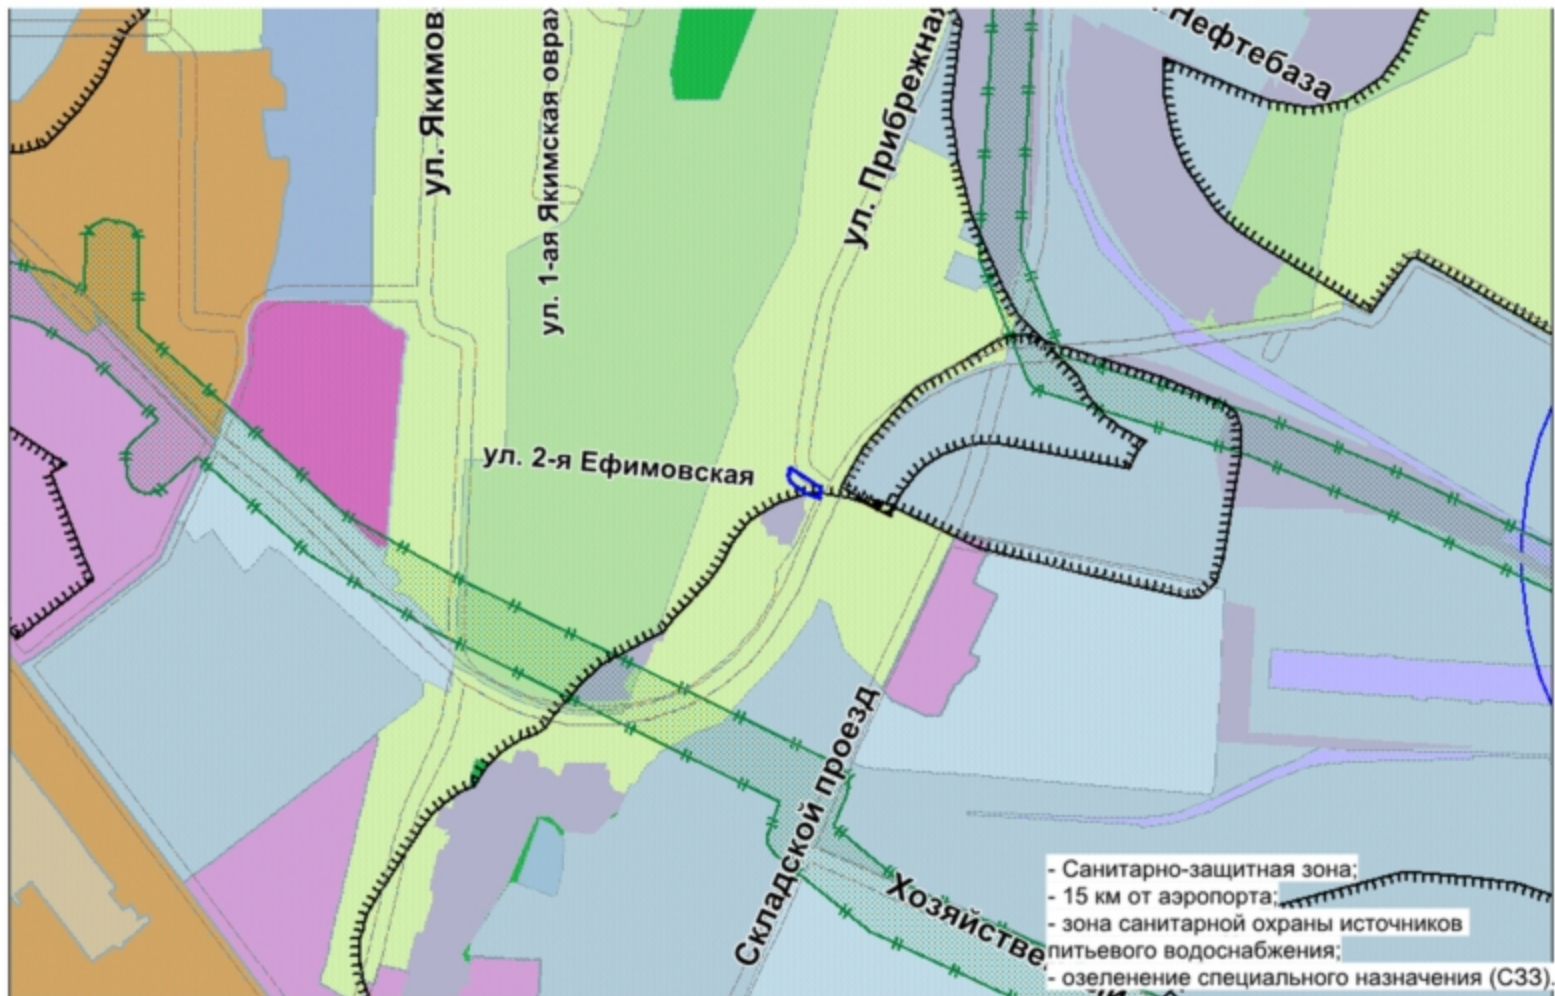 ул. Якимов
ул. 1-ая Якимская-овраж
ул. Прибрежная
Нефтебаза
ул. 2-я Ефимовская
Складской проезд
Хозяйстве
- Санитарно-защитная зона;
- 15 км от аэропорта;
- зона санитарной охраны источников
питьевого водоснабжения;
- озеленение специального назначения (СЗЗ).